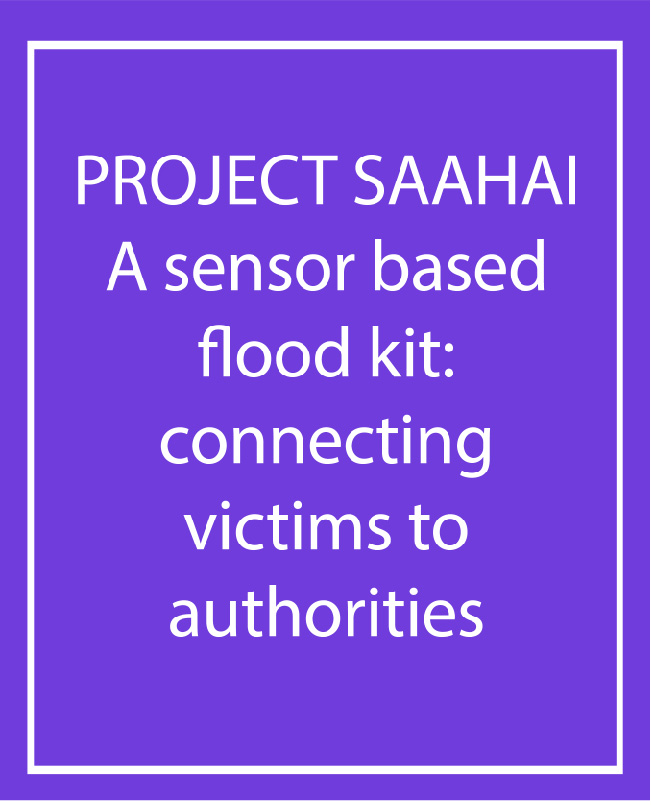 PROJECT SAAHAI
A sensor based
flood kit:
connecting
victims to
authorities